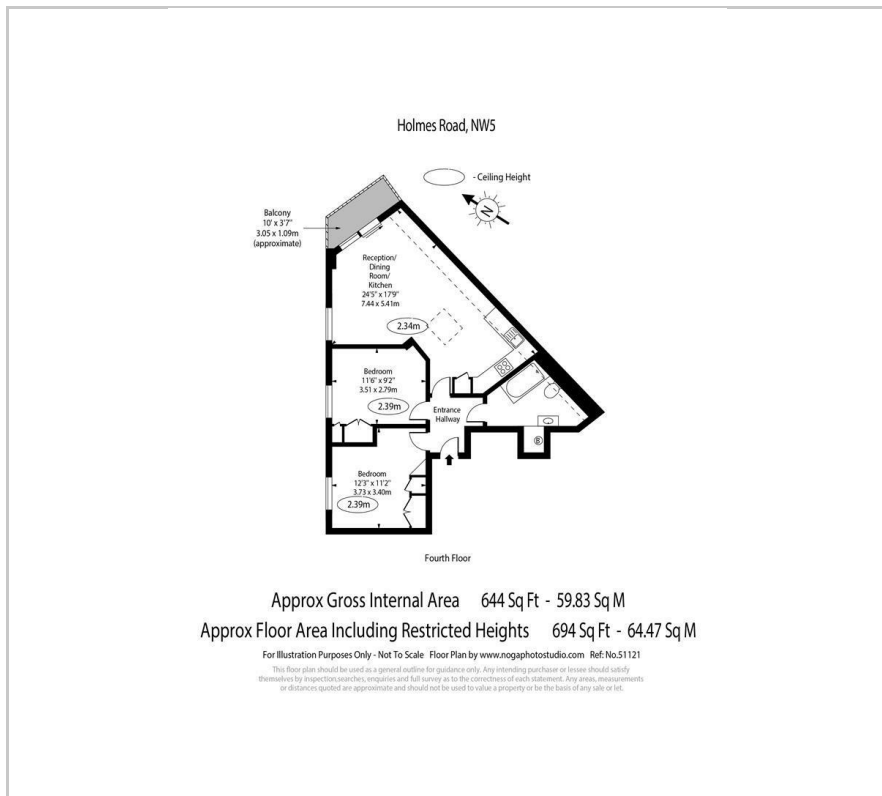 Holmes Road, NW5
- Ceiling Height
N
Balcony
10' x 3'7"
3.05 x 1.09m
(approximate)
Reception/
Dining
Room/
Kitchen
24'5" x 17'9"
7.44 x 5.41m
2.34m
Bedroom
11'6" x 9'2"
3.51 x 2.79m
2.39m
Entrance
Hallway
B
Bedroom
12'3" x 11'2"
3.73 x 3.40m
2.39m
Fourth Floor
Approx Gross Internal Area 644 Sq Ft - 59.83 Sq M
Approx Floor Area Including Restricted Heights 694 Sq Ft - 64.47 Sq M
For Illustration Purposes Only - Not To Scale Floor Plan by www.nogaphotostudio.com Ref: No.51121
This floor plan should be used as a general outline for guidance only. Any intending purchaser or lessee should satisfy
themselves by inspection,searches, enquiries and full survey as to the correctness of each statement. Any areas, measurements
or distances quoted are approximate and should not be used to value a property or be the basis of any sale or let.